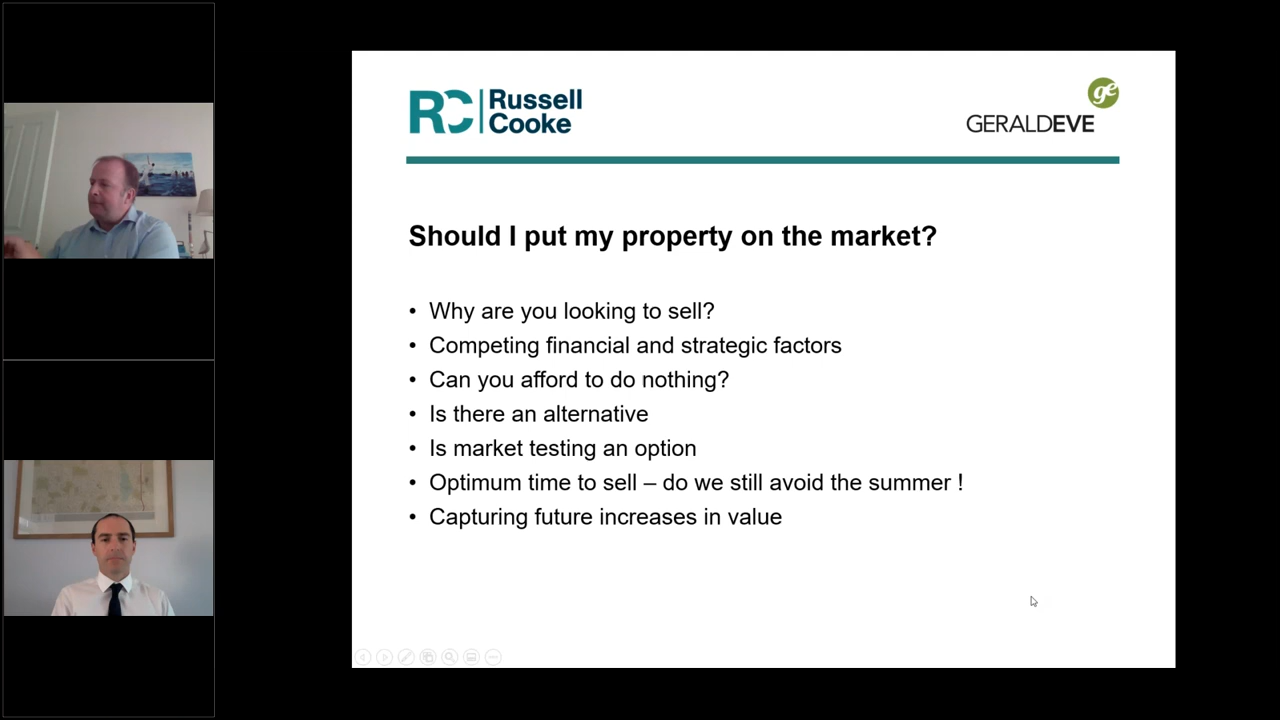 RC Russell
Cooke
ge
GERALDEVE
Should I put my property on the market?
• Why are you looking to sell?
• Competing financial and strategic factors
• Can you afford to do nothing?
• Is there an alternative
• Is market testing an option
• Optimum time to sell – do we still avoid the summer !
• Capturing future increases in value